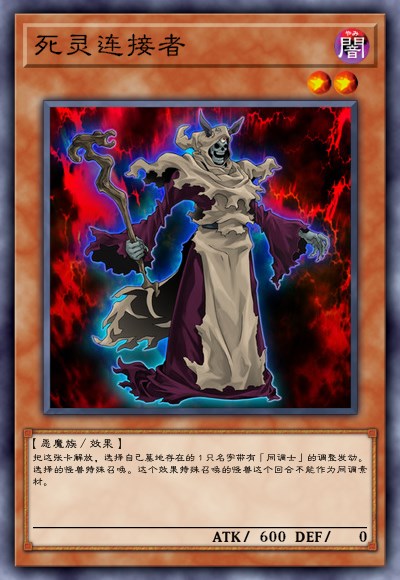 死灵连接者
闇
やみ
【恶魔族/效果】
把这张卡解放,选择自己墓地存在的1只名字带有「同调士」的调整发动。
选择的怪兽特殊召唤。这个效果特殊召唤的怪兽这个回合不能作为同调素
材。
ATK/ 600 DEF/ 0